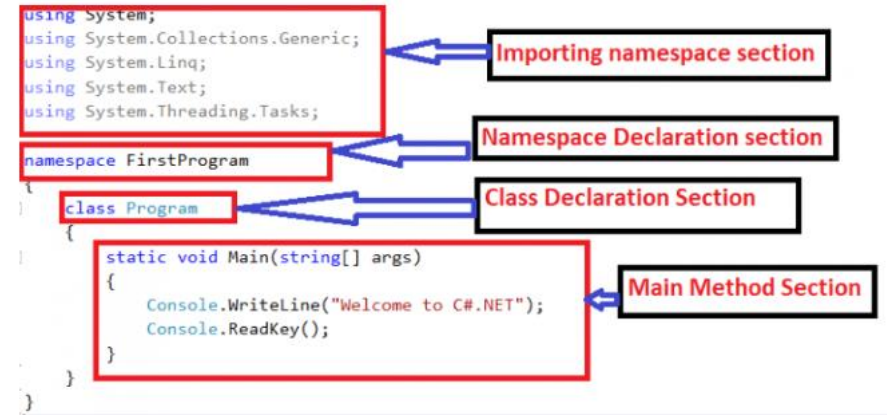 using System;
using System.Collections.Generic;
using System.Linq;
using System.Text;
using System.Threading.Tasks;
Importing namespace section
namespace FirstProgram
Namespace Declaration section
{
class Program
Class Declaration Section
{
static void Main(string[] args)
{
Console.WriteLine("Welcome to C#.NET");
Console.ReadKey();
}
Main Method Section
}
}